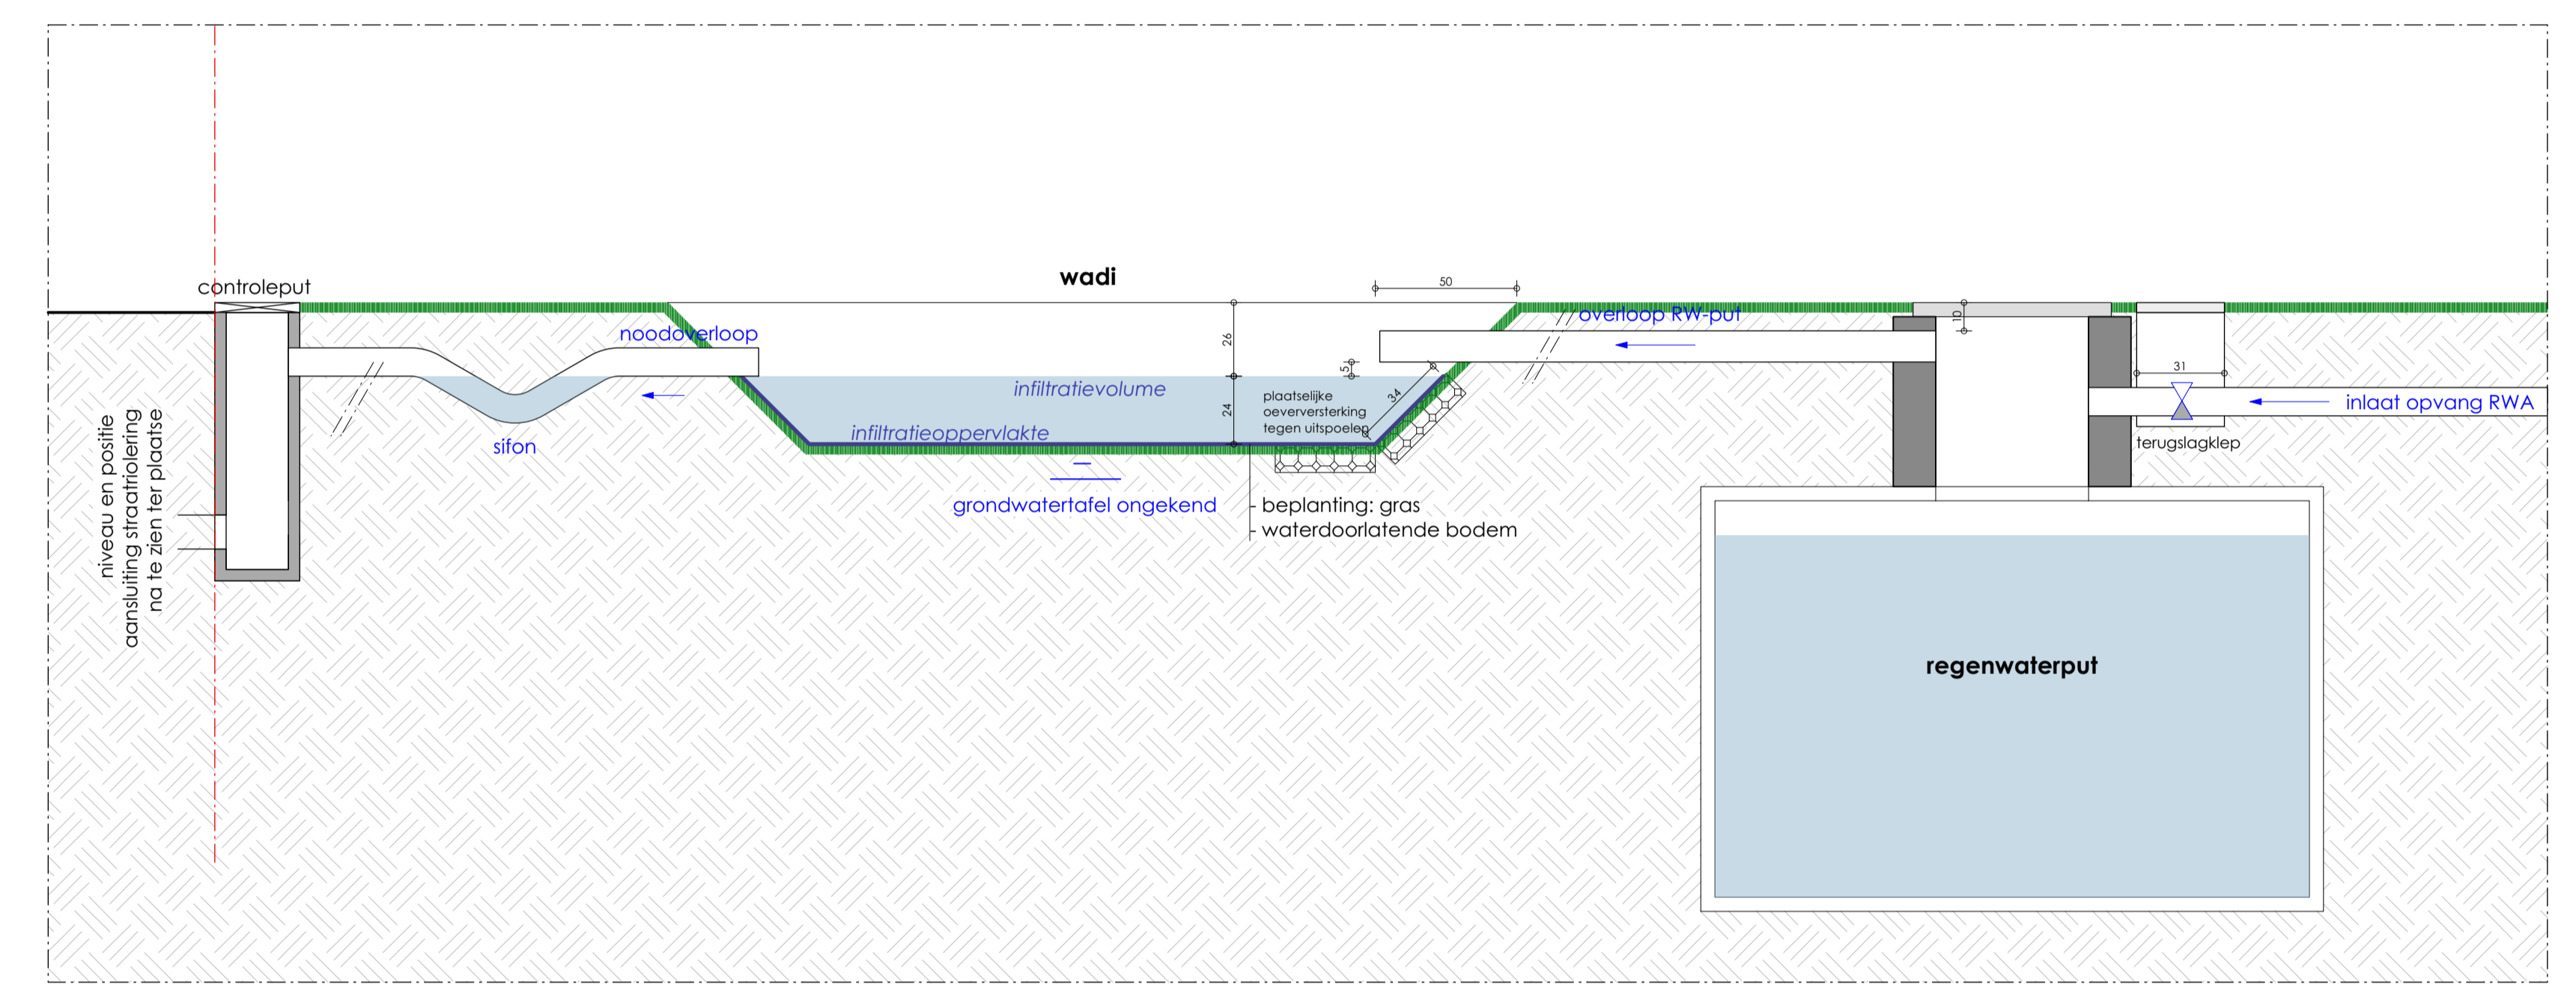 wadi
controleput
50
noodoverloop
overloop RW-put
10
26
5
31
infiltratievolume
34
24
plaatselijke
oeverversterking
tegen uitspoelen
inlaat opvang RWA
infiltratieoppervlakte
sifon
terugslagklep
grondwatertafel ongekend
beplanting: gras
waterdoorlatende bodem
niveau en positie
aansluiting straatriolering
na te zien ter plaatse
regenwaterput